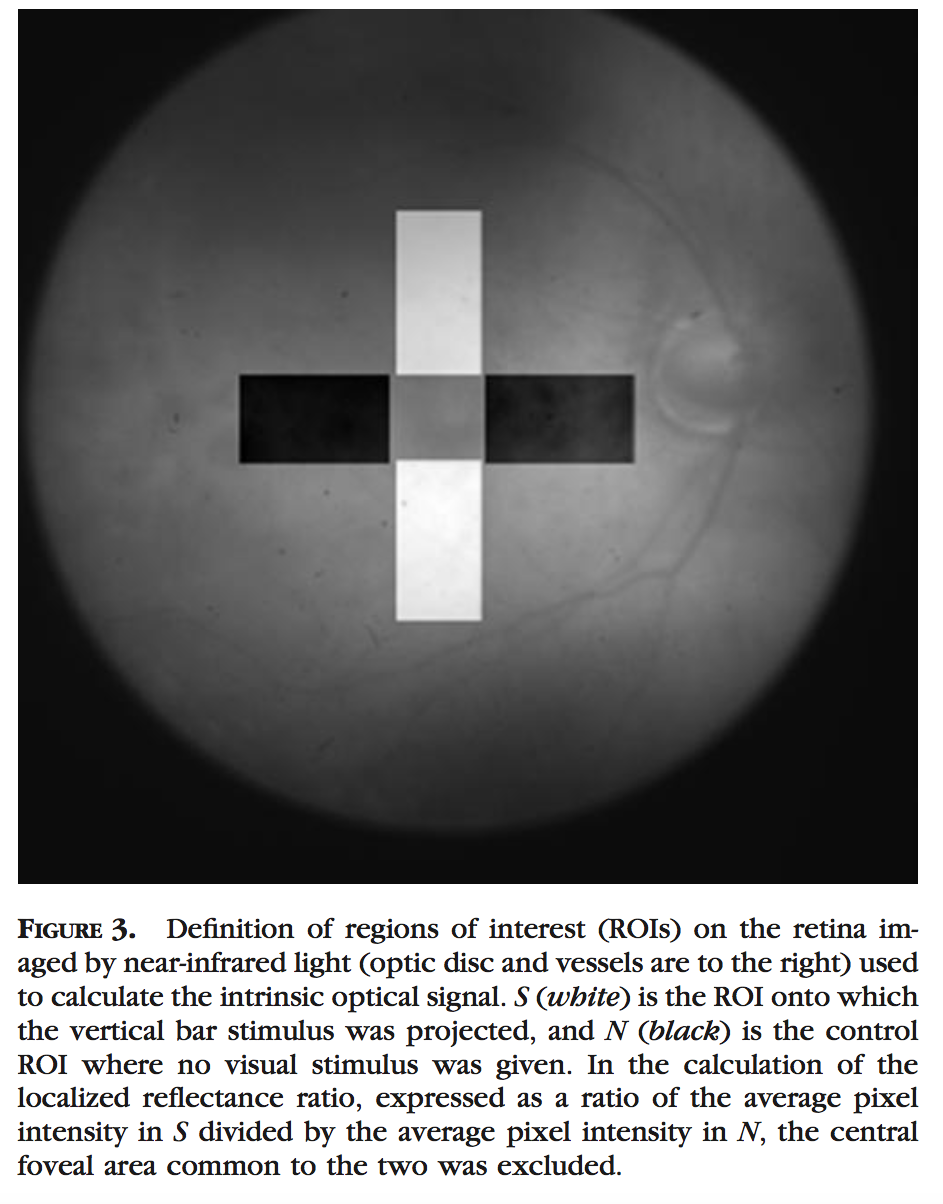 FIGURE 3. Definition of regions of interest (ROIs) on the retina im-
aged by near-infrared light (optic disc and vessels are to the right) used
to calculate the intrinsic optical signal. S (white) is the ROI onto which
the vertical bar stimulus was projected, and N (black) is the control
ROI where no visual stimulus was given. In the calculation of the
localized reflectance ratio, expressed as a ratio of the average pixel
intensity in S divided by the average pixel intensity in N, the central
foveal area common to the two was excluded.